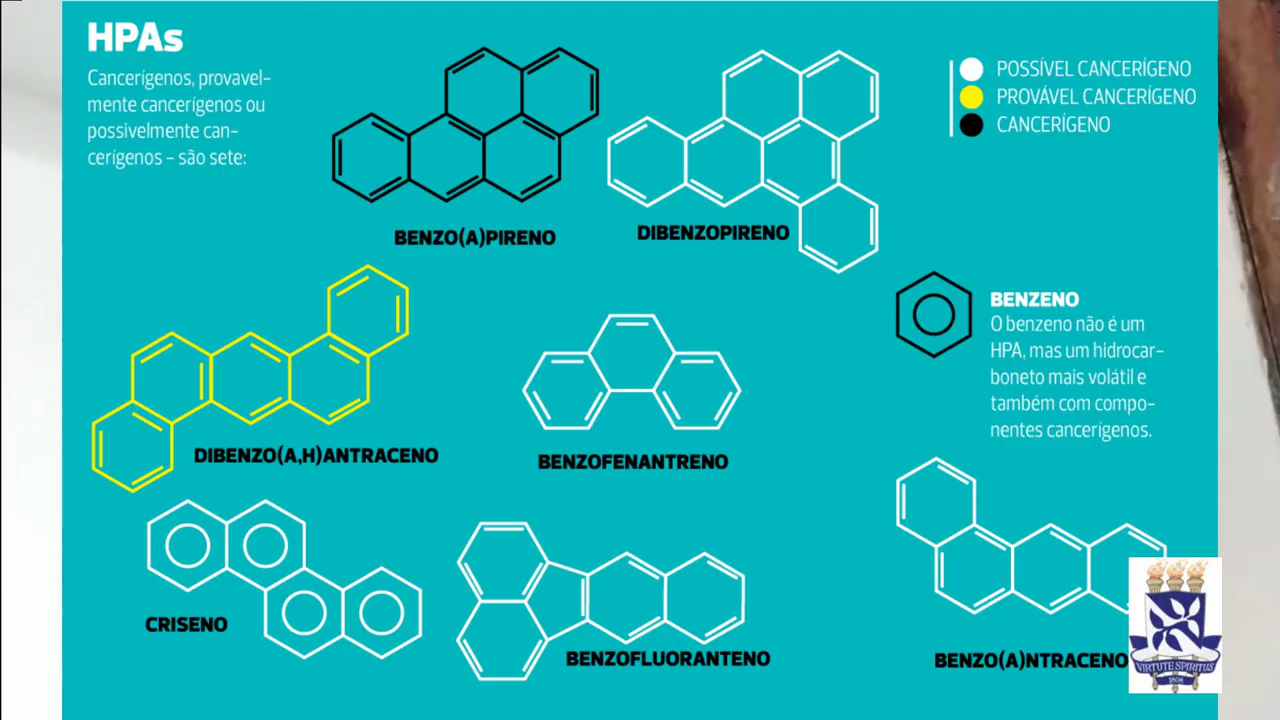 HPAs
Cancerígenos, provavel-
mente cancerígenos ou
possivelmente can-
cerígenos - são sete:
POSSÍVEL CANCERÍGENO
PROVÁVEL CANCERÍGENO
CANCERÍGENO
BENZO(A)PIRENO
DIBENZOPIRENO
BENZENO
O benzeno não é um
HPA, mas um hidrocar-
boneto mais volátil e
também com compo-
nentes cancerígenos.
DIBENZO(A,H)ANTRACENO
BENZOFENANTRENO
CRISENO
BENZOFLUORANTENO
BENZO(A)NTRACENO
VIRTUTE SPIRITUS
1808